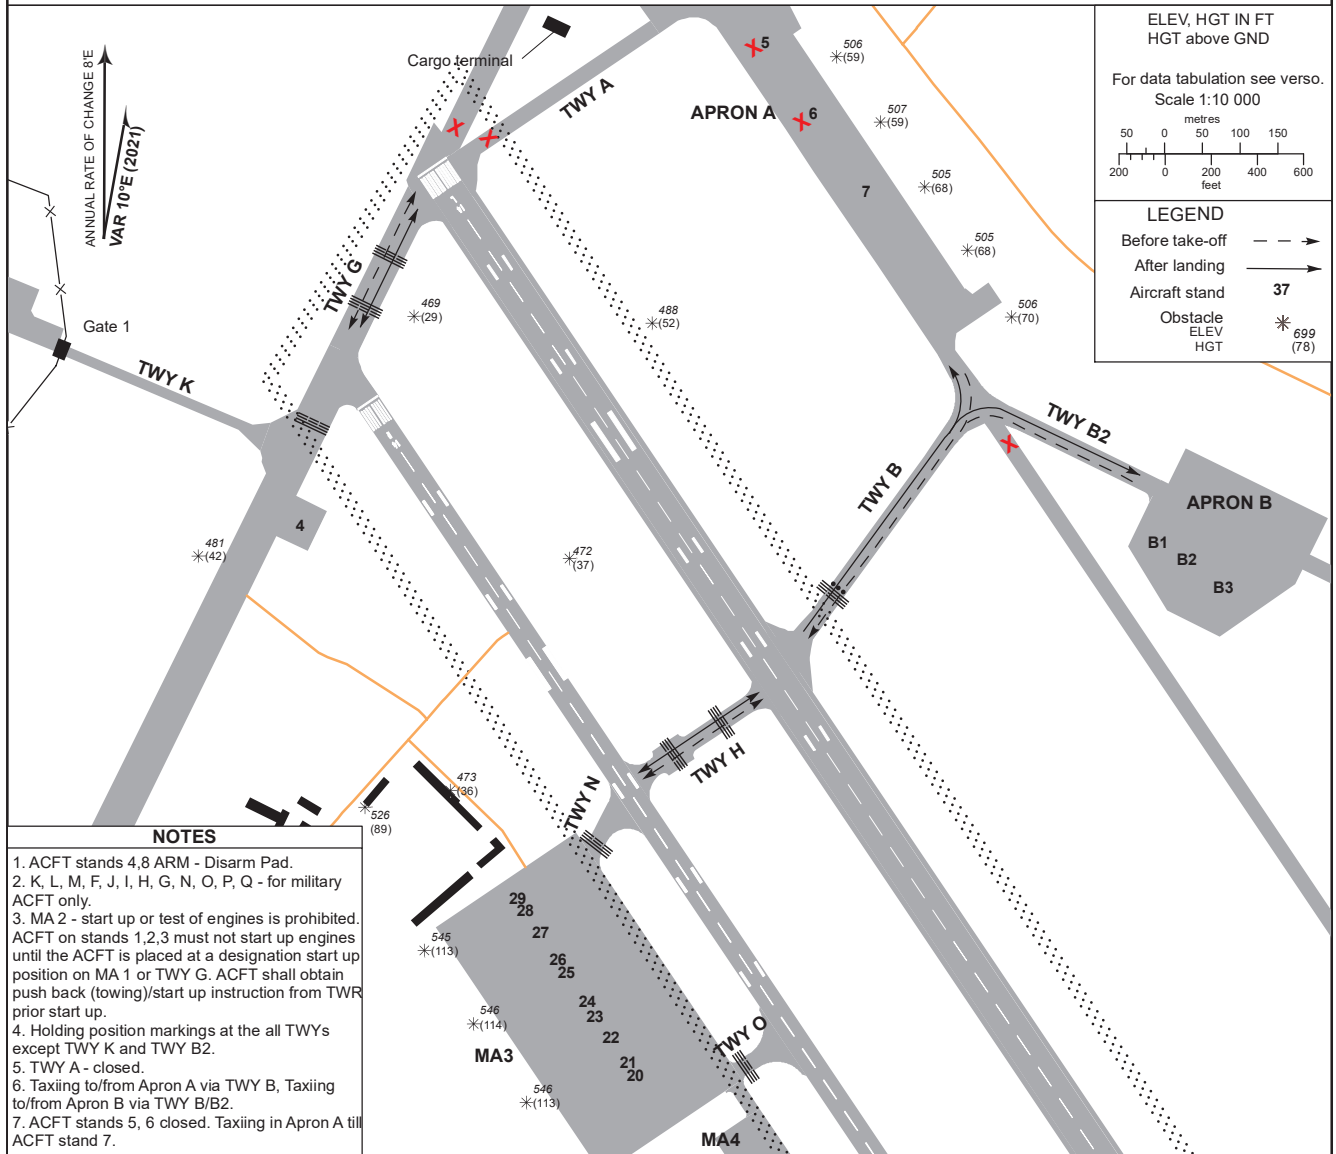 ELEV, HGT IN FT
HGT above GND
For data tabulation see verso.
Scale 1:10 000
metres
50 0 50 100 150
200 0 200 400 600
feet
LEGEND
Before take-off
After landing
Aircraft stand 37
Obstacle
ELEV 699
HGT (78)
ANNUAL RATE OF CHANGE 8'E
VAR 10°E (2021)
Cargo terminal
TWY A
APRON A
X 5
X 6
7
X
X
506
(59)
507
(59)
505
(68)
505
(68)
506
(70)
TWY G
469
(29)
488
(52)
Gate 1
TWY K
4
481
(42)
472
(37)
TWY B
TWY B2
X
APRON B
B1
B2
B3
TWY H
TWY N
473
(36)
526
(89)
29
28
27
26
25
24
23
22
21
20
545
(113)
546
(114)
546
(113)
MA3
TWY O
MA4
NOTES
1. ACFT stands 4,8 ARM - Disarm Pad.
2. K, L, M, F, J, I, H, G, N, O, P, Q - for military
ACFT only.
3. MA 2 - start up or test of engines is prohibited.
ACFT on stands 1,2,3 must not start up engines
until the ACFT is placed at a designation start up
position on MA 1 or TWY G. ACFT shall obtain
push back (towing)/start up instruction from TWR
prior start up.
4. Holding position markings at the all TWYs
except TWY K and TWY B2.
5. TWY A - closed.
6. Taxiing to/from Apron A via TWY B, Taxiing
to/from Apron B via TWY B/B2.
7. ACFT stands 5, 6 closed. Taxiing in Apron A till
ACFT stand 7.